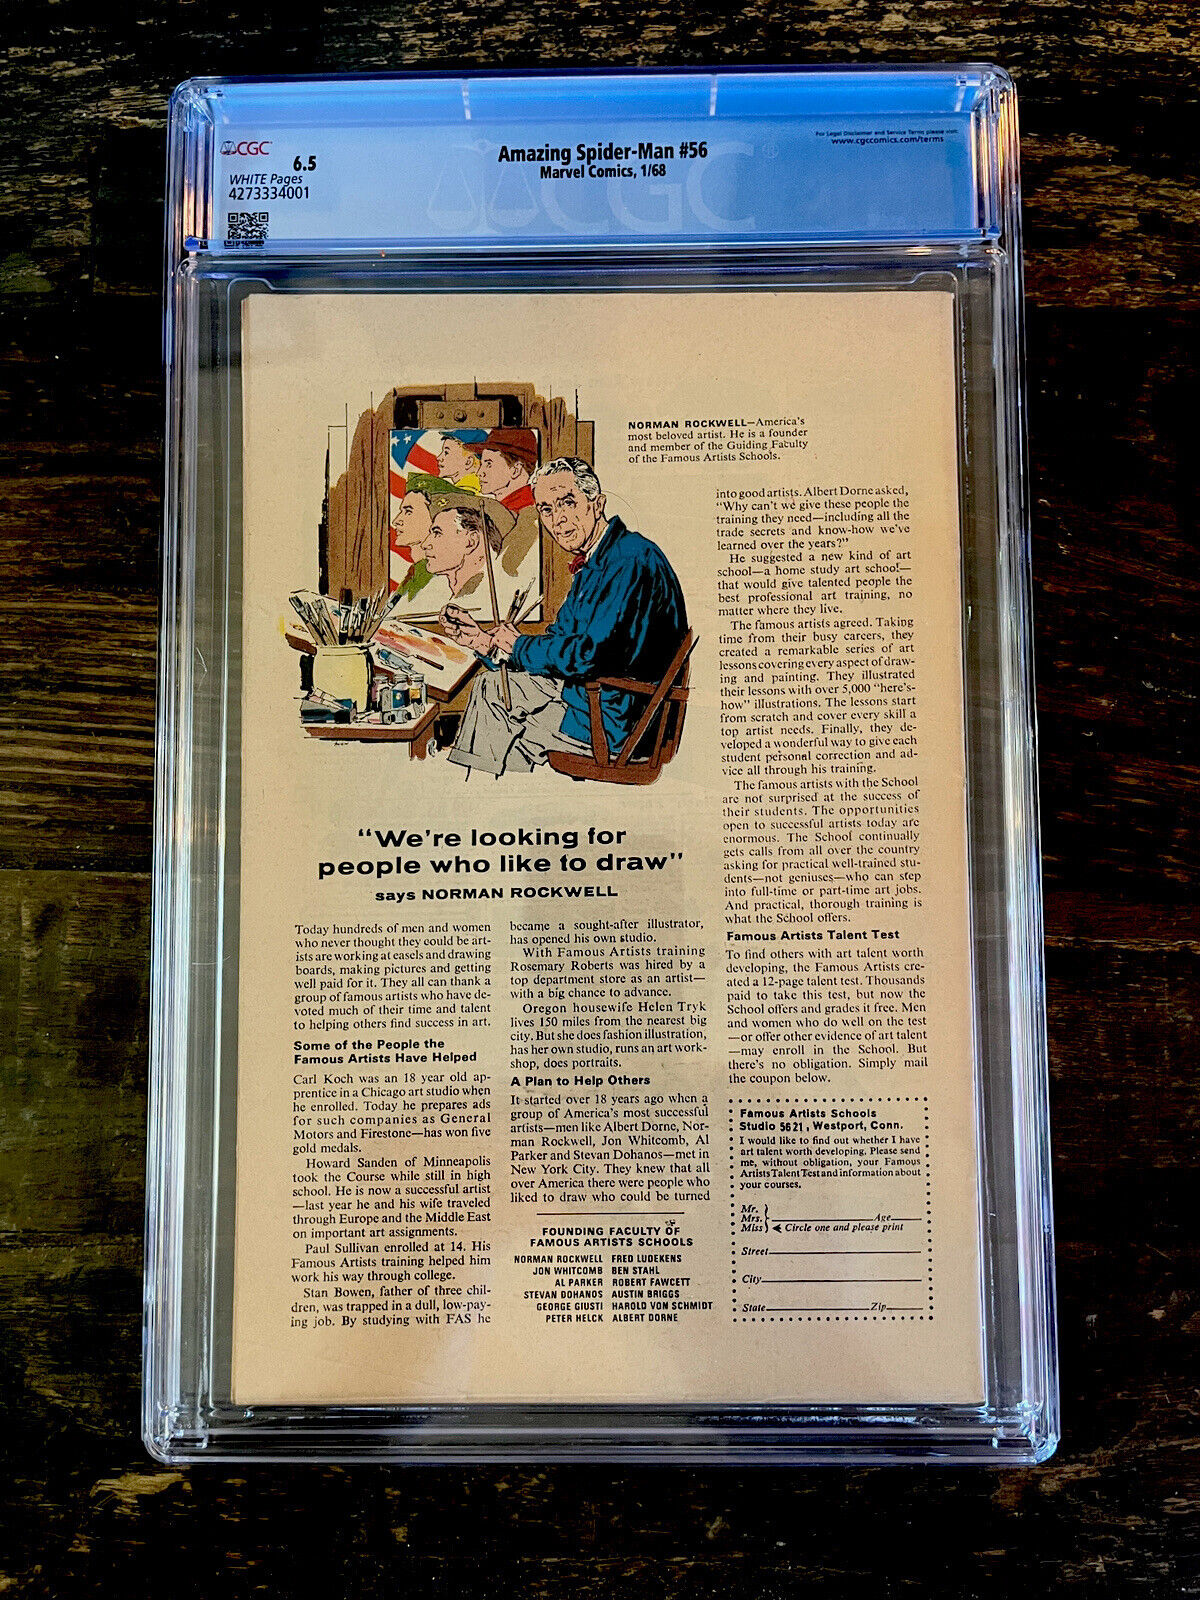 CGC
6.5
WHITE Pages
4273334001
Amazing Spider-Man #56
Marvel Comics, 1/68
For Legal Disclaimer and Service Terms please visit:
www.cgccomics.com/terms
CGC
NORMAN ROCKWELL—America's
most beloved artist. He is a founder
and member of the Guiding Faculty
of the Famous Artists Schools.
"We're looking for
people who like to draw"
says NORMAN ROCKWELL
Today hundreds of men and women
who never thought they could be art-
ists are working at easels and drawing
boards, making pictures and getting
well paid for it. They all can thank a
group of famous artists who have de-
voted much of their time and talent
to helping others find success in art.
Some of the People the
Famous Artists Have Helped
Carl Koch was an 18 year old ap-
prentice in a Chicago art studio when
he enrolled. Today he prepares ads
for such companies as General
Motors and Firestone—has won five
gold medals.
Howard Sanden of Minneapolis
took the Course while still in high
school. He is now a successful artist
—last year he and his wife traveled
through Europe and the Middle East
on important art assignments.
Paul Sullivan enrolled at 14. His
Famous Artists training helped him
work his way through college.
Stan Bowen, father of three chil-
dren, was trapped in a dull, low-pay-
ing job. By studying with FAS he
became a sought-after illustrator,
has opened his own studio.
With Famous Artists training
Rosemary Roberts was hired by a
top department store as an artist—
with a big chance to advance.
Oregon housewife Helen Tryk
lives 150 miles from the nearest big
city. But she does fashion illustration,
has her own studio, runs an art work-
shop, does portraits.
A Plan to Help Others
It started over 18 years ago when a
group of America's most successful
artists—men like Albert Dorne, Nor-
man Rockwell, Jon Whitcomb, Al
Parker and Stevan Dohanos—met in
New York City. They knew that all
over America there were people who
liked to draw who could be turned
FOUNDING FACULTY OF
FAMOUS ARTISTS SCHOOLS
NORMAN ROCKWELL FRED LUDEKENS
JON WHITCOMB BEN STAHL
AL PARKER ROBERT FAWCETT
STEVAN DOHANOS AUSTIN BRIGGS
GEORGE GIUSTI HAROLD VON SCHMIDT
PETER HELCK ALBERT DORNE
into good artists. Albert Dorne asked,
"Why can't we give these people the
training they need—including all the
trade secrets and know-how we've
learned over the years?"
He suggested a new kind of art
school—a home study art school—
that would give talented people the
best professional art training, no
matter where they live.
The famous artists agreed. Taking
time from their busy careers, they
created a remarkable series of art
lessons covering every aspect of draw-
ing and painting. They illustrated
their lessons with over 5,000 "here's-
how" illustrations. The lessons start
from scratch and cover every skill a
top artist needs. Finally, they de-
veloped a wonderful way to give each
student personal correction and ad-
vice all through his training.
The famous artists with the School
are not surprised at the success of
their students. The opportunities
open to successful artists today are
enormous. The School continually
gets calls from all over the country
asking for practical well-trained stu-
dents—not geniuses—who can step
into full-time or part-time art jobs.
And practical, thorough training is
what the School offers.
Famous Artists Talent Test
To find others with art talent worth
developing, the Famous Artists cre-
ated a 12-page talent test. Thousands
paid to take this test, but now the
School offers and grades it free. Men
and women who do well on the test
—or offer other evidence of art talent
—may enroll in the School. But
there's no obligation. Simply mail
the coupon below.
Famous Artists Schools
Studio 5621, Westport, Conn.
I would like to find out whether I have
art talent worth developing. Please send
me, without obligation, your Famous
Artists Talent Test and information about
your courses.
Mr.
Mrs. Age
Miss Circle one and please print
Street
City
State Zip